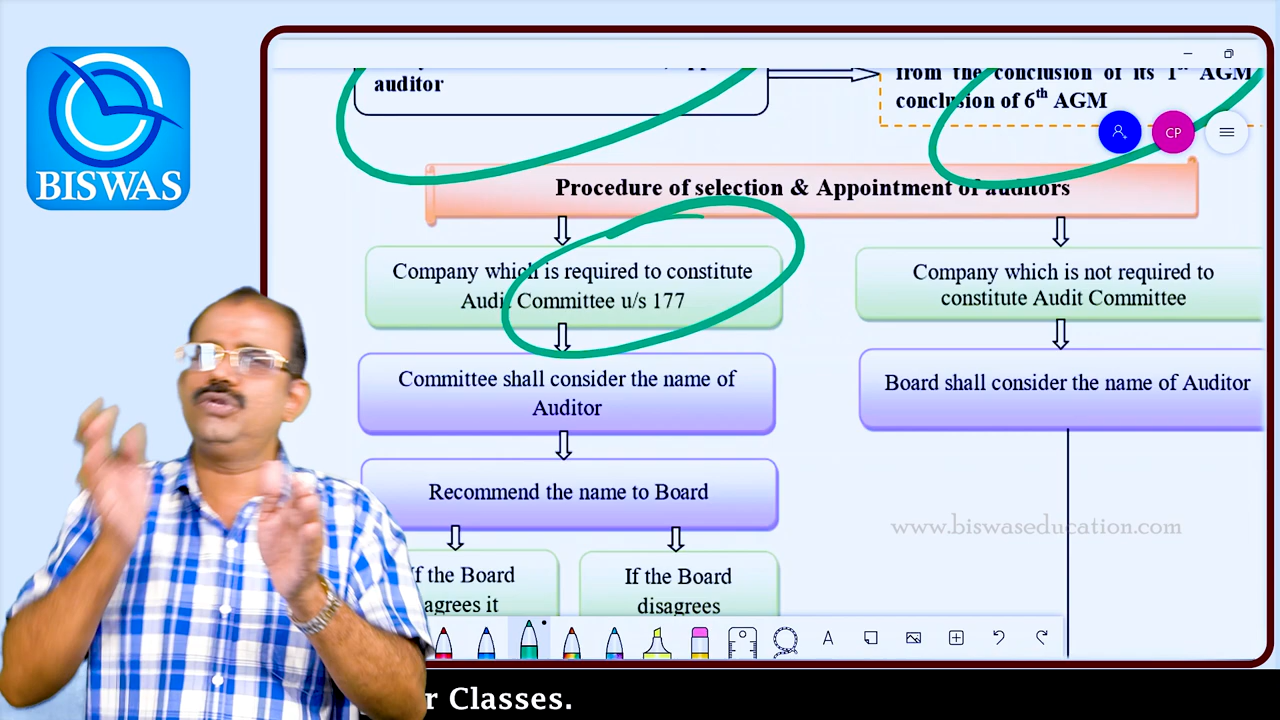 BISWAS
auditor
from the conclusion of its 1st AGM
conclusion of 6th AGM
CP
Procedure of selection & Appointment of auditors
Company which is required to constitute
Audit Committee u/s 177
Company which is not required to
constitute Audit Committee
Committee shall consider the name of
Auditor
Board shall consider the name of Auditor
Recommend the name to Board
www.biswaseducation.com
If the Board
agrees it
If the Board
disagrees
A
r Classes.